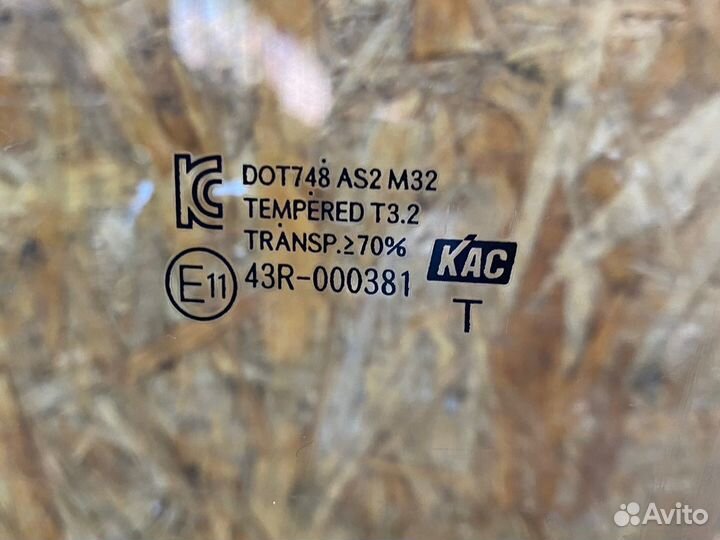 KC
DOT748 AS2 M32
TEMPERED T3.2
TRANSP.≥70%
E11 43R-000381
KAC
T
Avito